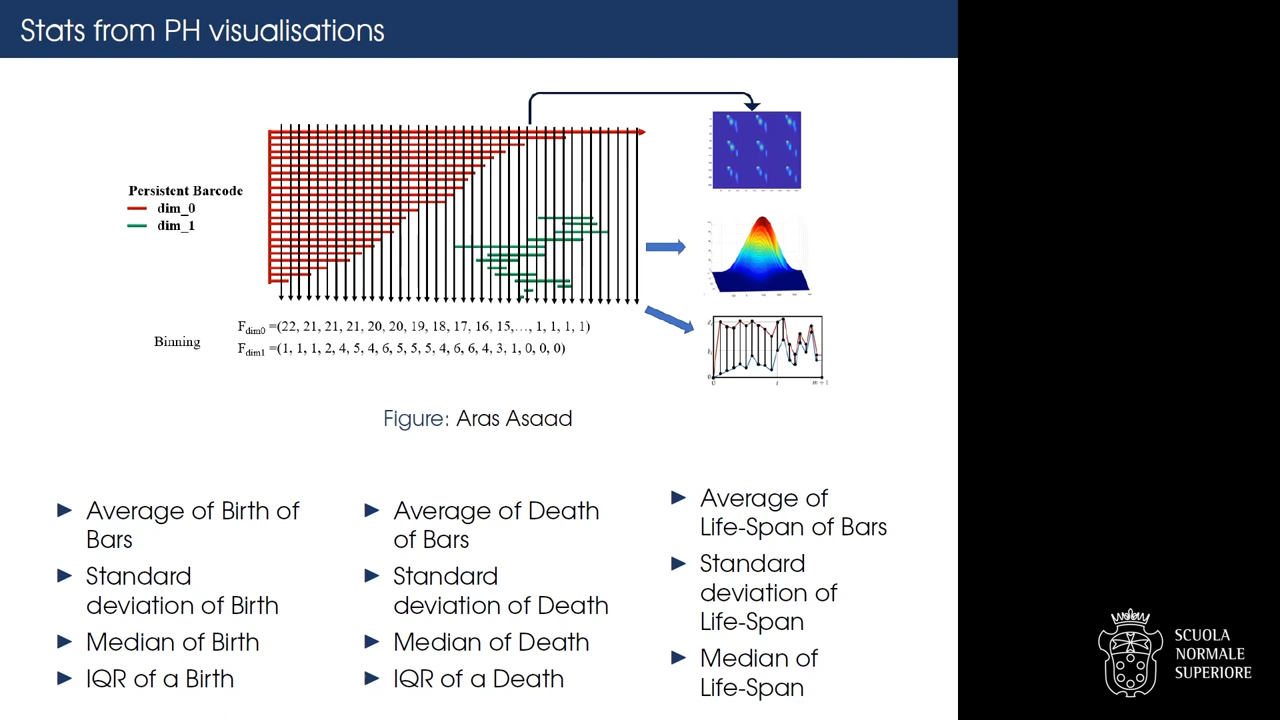 Stats from PH visualisations
Persistent Barcode
dim_0
dim_1
Binning
F_dim0 =(22, 21, 21, 21, 20, 20, 19, 18, 17, 16, 15,..., 1, 1, 1, 1)
F_dim1 =(1, 1, 1, 2, 4, 5, 4, 6, 5, 5, 5, 4, 6, 6, 4, 3, 1, 0, 0, 0)
Figure: Aras Asaad
Average of Birth of
Bars
Standard
deviation of Birth
Median of Birth
IQR of a Birth
Average of Death
of Bars
Standard
deviation of Death
Median of Death
IQR of a Death
Average of
Life-Span of Bars
Standard
deviation of
Life-Span
Median of
Life-Span
SCUOLA
NORMALE
SUPERIORE